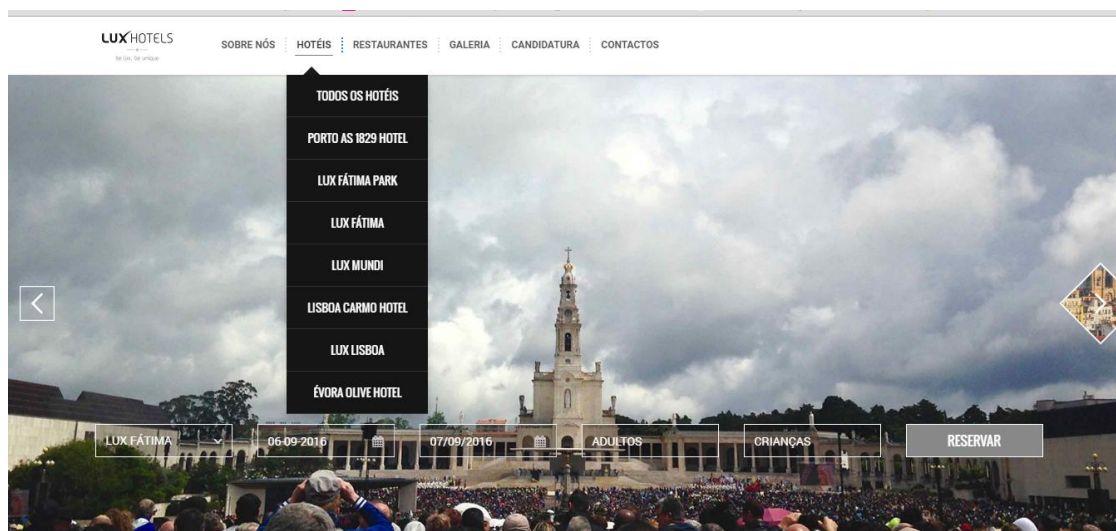 LUX HOTELS
be lux. be unique
SOBRE NÓS HOTÉIS RESTAURANTES GALERIA CANDIDATURA CONTACTOS
TODOS OS HOTÉIS
PORTO AS 1829 HOTEL
LUX FÁTIMA PARK
LUX FÁTIMA
LUX MUNDI
LISBOA CARMO HOTEL
LUX LISBOA
ÉVORA OLIVE HOTEL
LUX FÁTIMA 06-09-2016 07/09/2016 ADULTOS CRIANÇAS RESERVAR